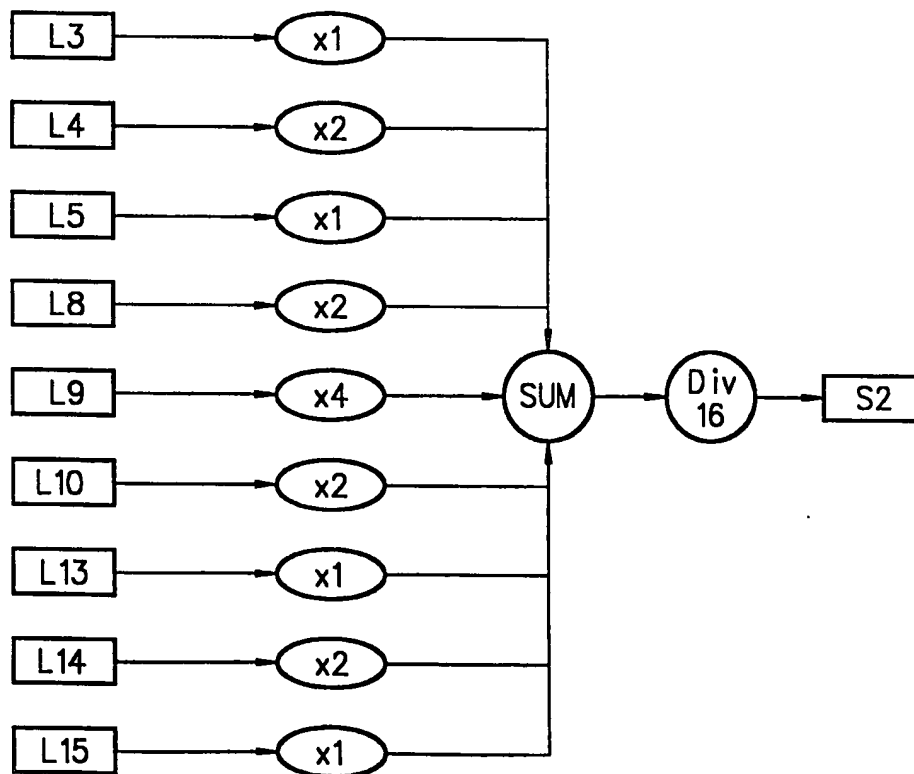 L3 x1
L4 x2
L5 x1
L8 x2
L9 x4 SUM Div 16 S2
L10 x2
L13 x1
L14 x2
L15 x1